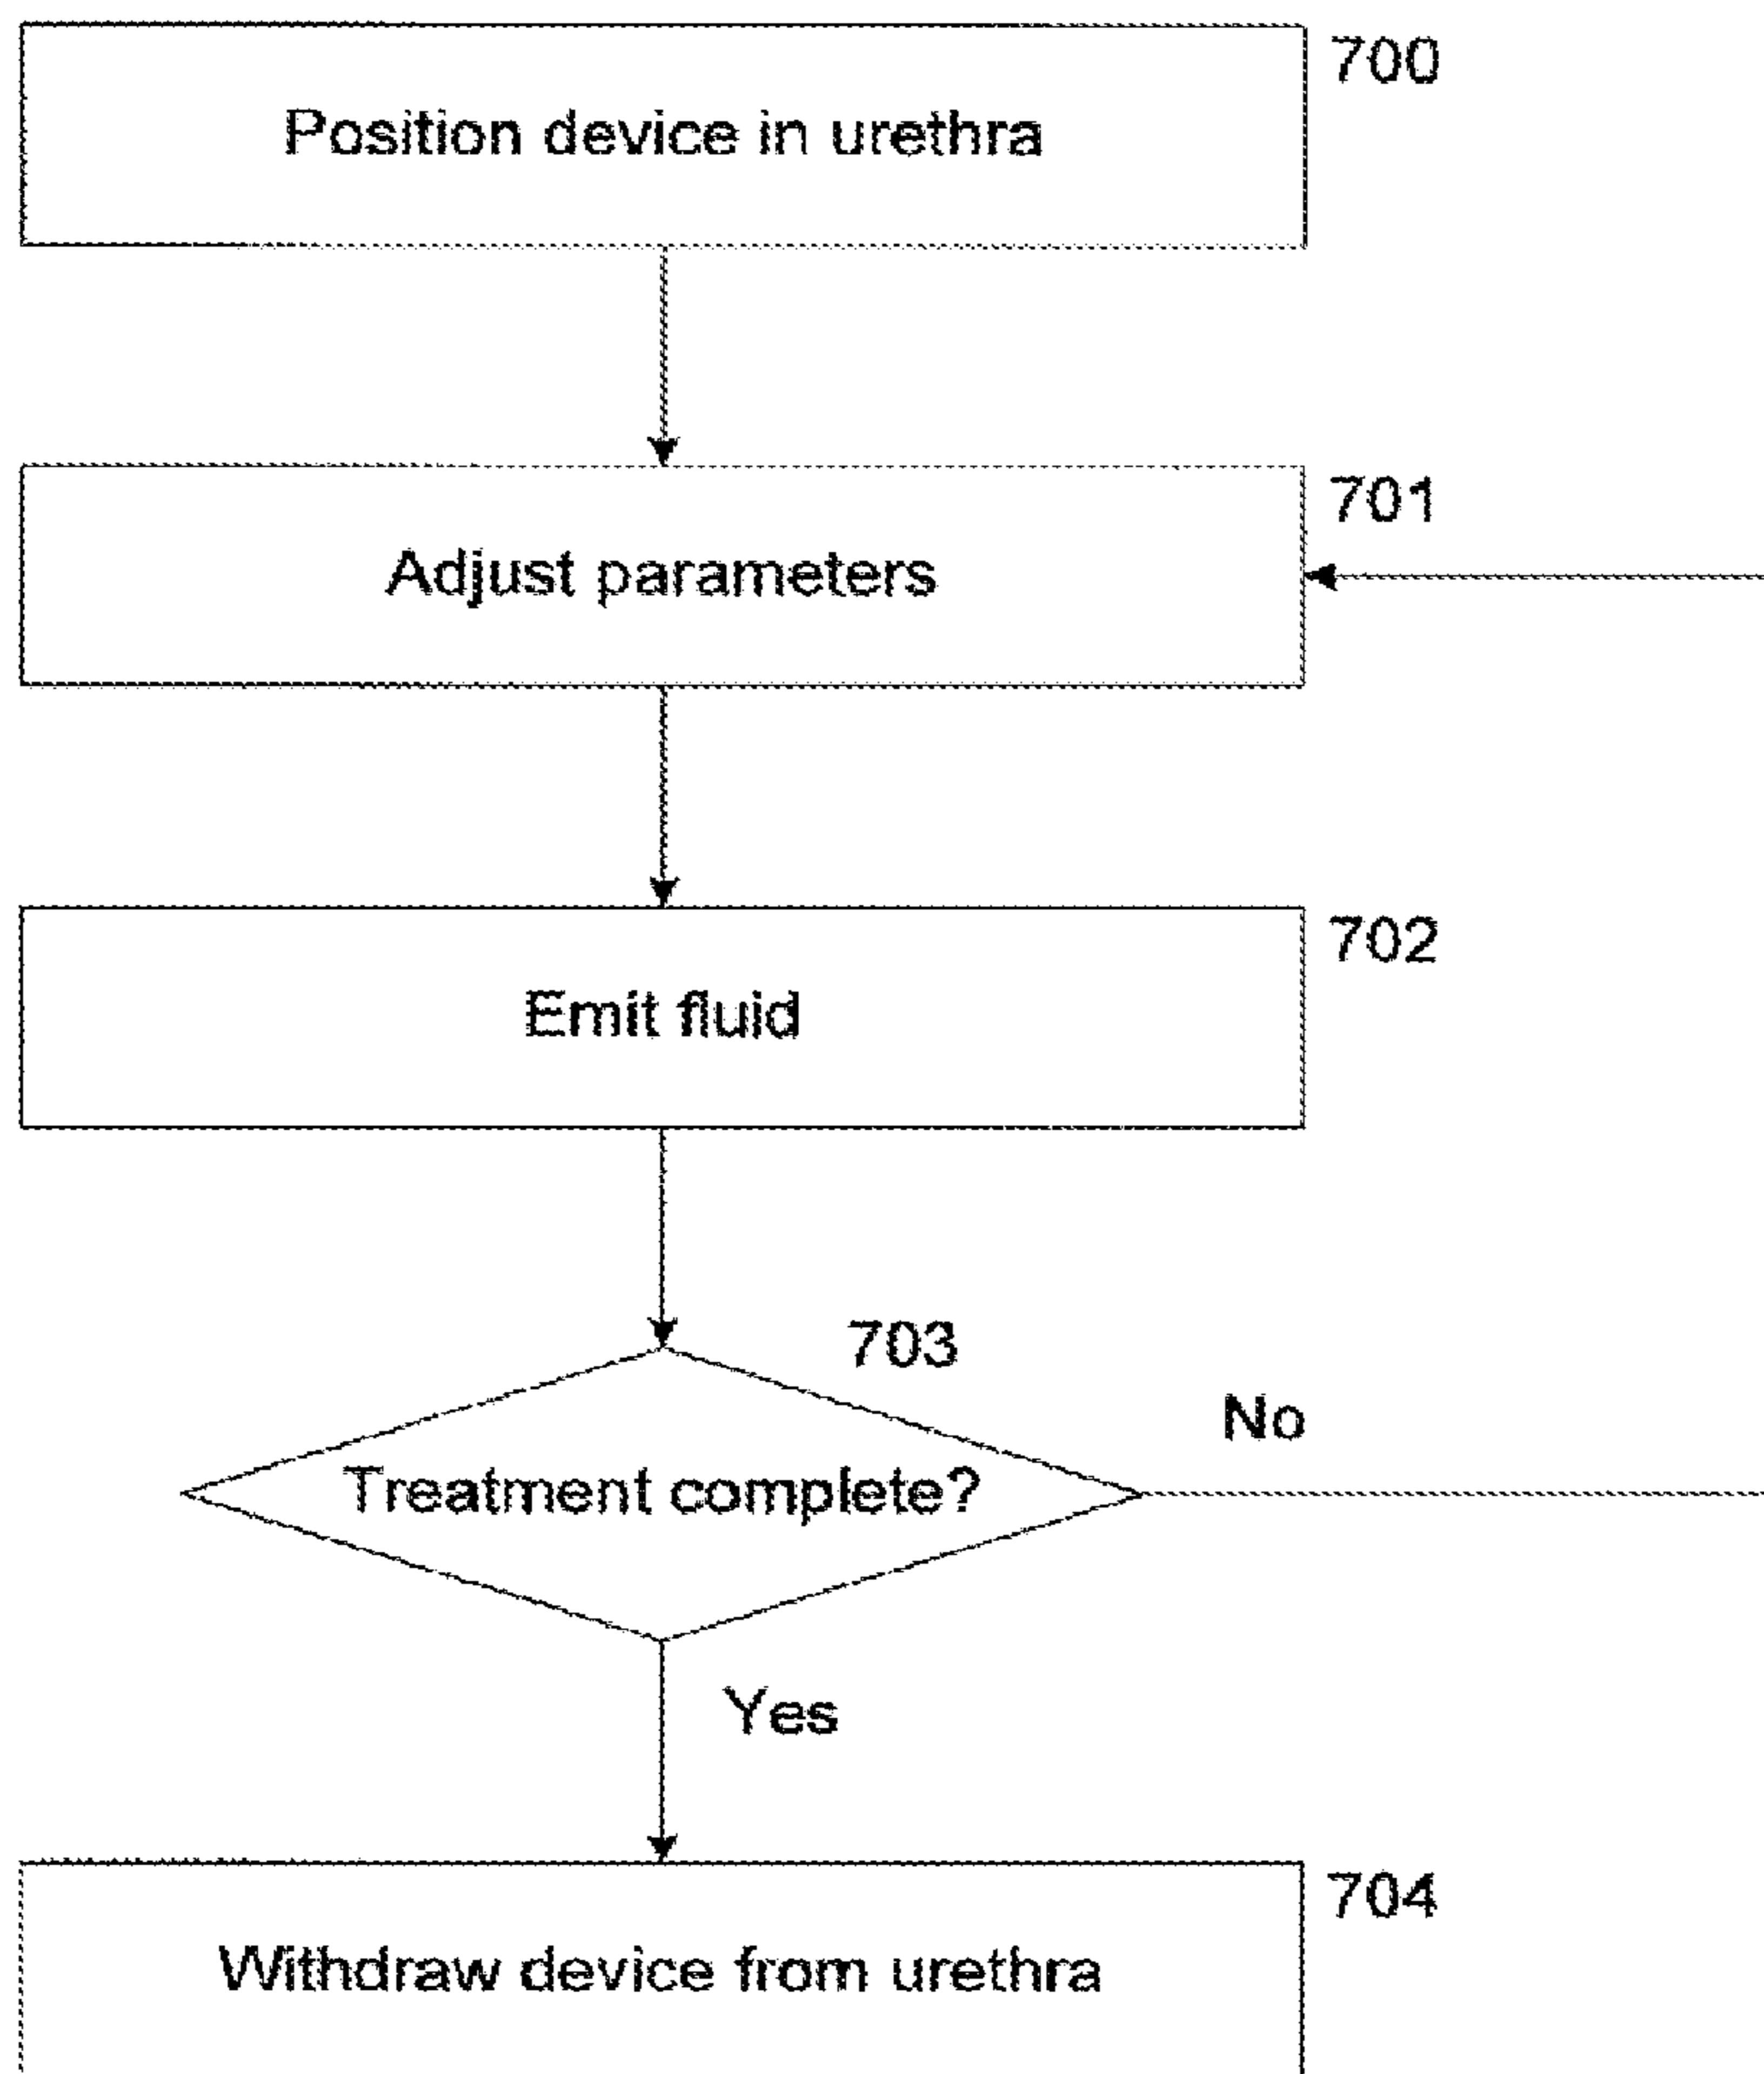 700
Position device in urethra
701
Adjust parameters
702
Emit fluid
703
Treatment complete?
No
Yes
704
Withdraw device from urethra